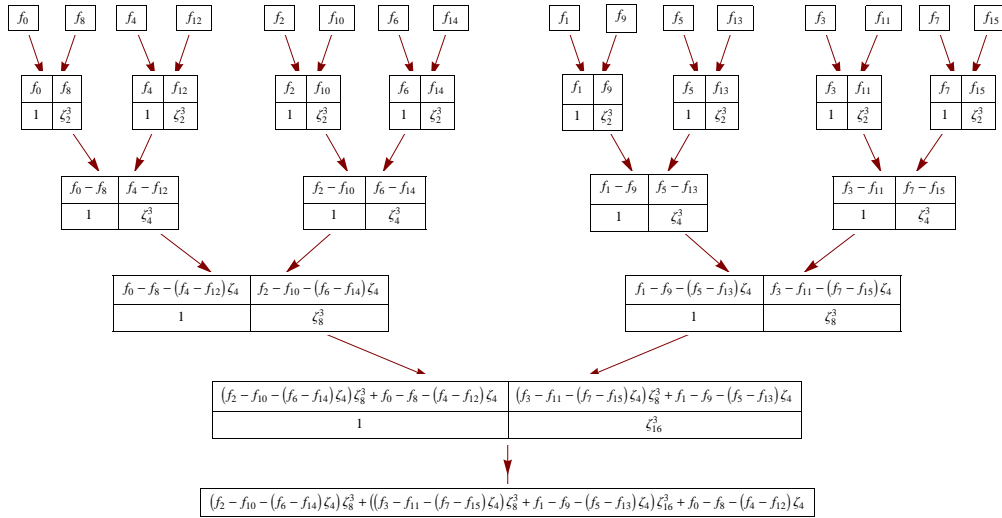 f₀ f₈ f₄ f₁₂ f₂ f₁₀ f₆ f₁₄ f₁ f₉ f₅ f₁₃ f₃ f₁₁ f₇ f₁₅
f₀ f₈ f₄ f₁₂ f₂ f₁₀ f₆ f₁₄ f₁ f₉ f₅ f₁₃ f₃ f₁₁ f₇ f₁₅
1 ζ₂³ 1 ζ₂³ 1 ζ₂³ 1 ζ₂³ 1 ζ₂³ 1 ζ₂³ 1 ζ₂³ 1 ζ₂³
f₀ − f₈ f₄ − f₁₂ f₂ − f₁₀ f₆ − f₁₄ f₁ − f₉ f₅ − f₁₃ f₃ − f₁₁ f₇ − f₁₅
1 ζ₄³ 1 ζ₄³ 1 ζ₄³ 1 ζ₄³
f₀ − f₈ − (f₄ − f₁₂) ζ₄ f₂ − f₁₀ − (f₆ − f₁₄) ζ₄ f₁ − f₉ − (f₅ − f₁₃) ζ₄ f₃ − f₁₁ − (f₇ − f₁₅) ζ₄
1 ζ₈³ 1 ζ₈³
(f₂ − f₁₀ − (f₆ − f₁₄) ζ₄) ζ₈³ + f₀ − f₈ − (f₄ − f₁₂) ζ₄ (f₃ − f₁₁ − (f₇ − f₁₅) ζ₄) ζ₈³ + f₁ − f₉ − (f₅ − f₁₃) ζ₄
1 ζ₁₆³
(f₂ − f₁₀ − (f₆ − f₁₄) ζ₄) ζ₈³ + ((f₃ − f₁₁ − (f₇ − f₁₅) ζ₄) ζ₈³ + f₁ − f₉ − (f₅ − f₁₃) ζ₄) ζ₁₆³ + f₀ − f₈ − (f₄ − f₁₂) ζ₄